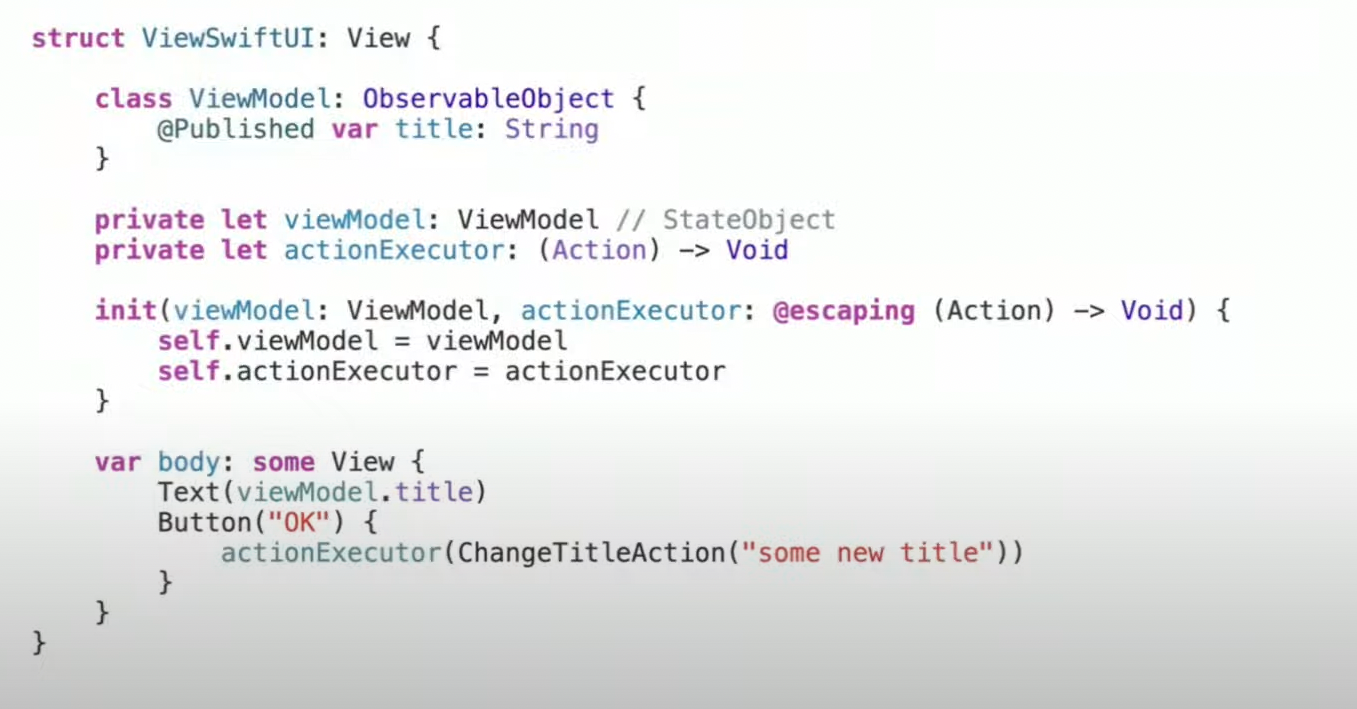 struct ViewSwiftUI: View {
class ViewModel: ObservableObject {
@Published var title: String
}
private let viewModel: ViewModel // StateObject
private let actionExecutor: (Action) -> Void
init(viewModel: ViewModel, actionExecutor: @escaping (Action) -> Void) {
self.viewModel = viewModel
self.actionExecutor = actionExecutor
}
var body: some View {
Text(viewModel.title)
Button("OK") {
actionExecutor(ChangeTitleAction("some new title"))
}
}
}